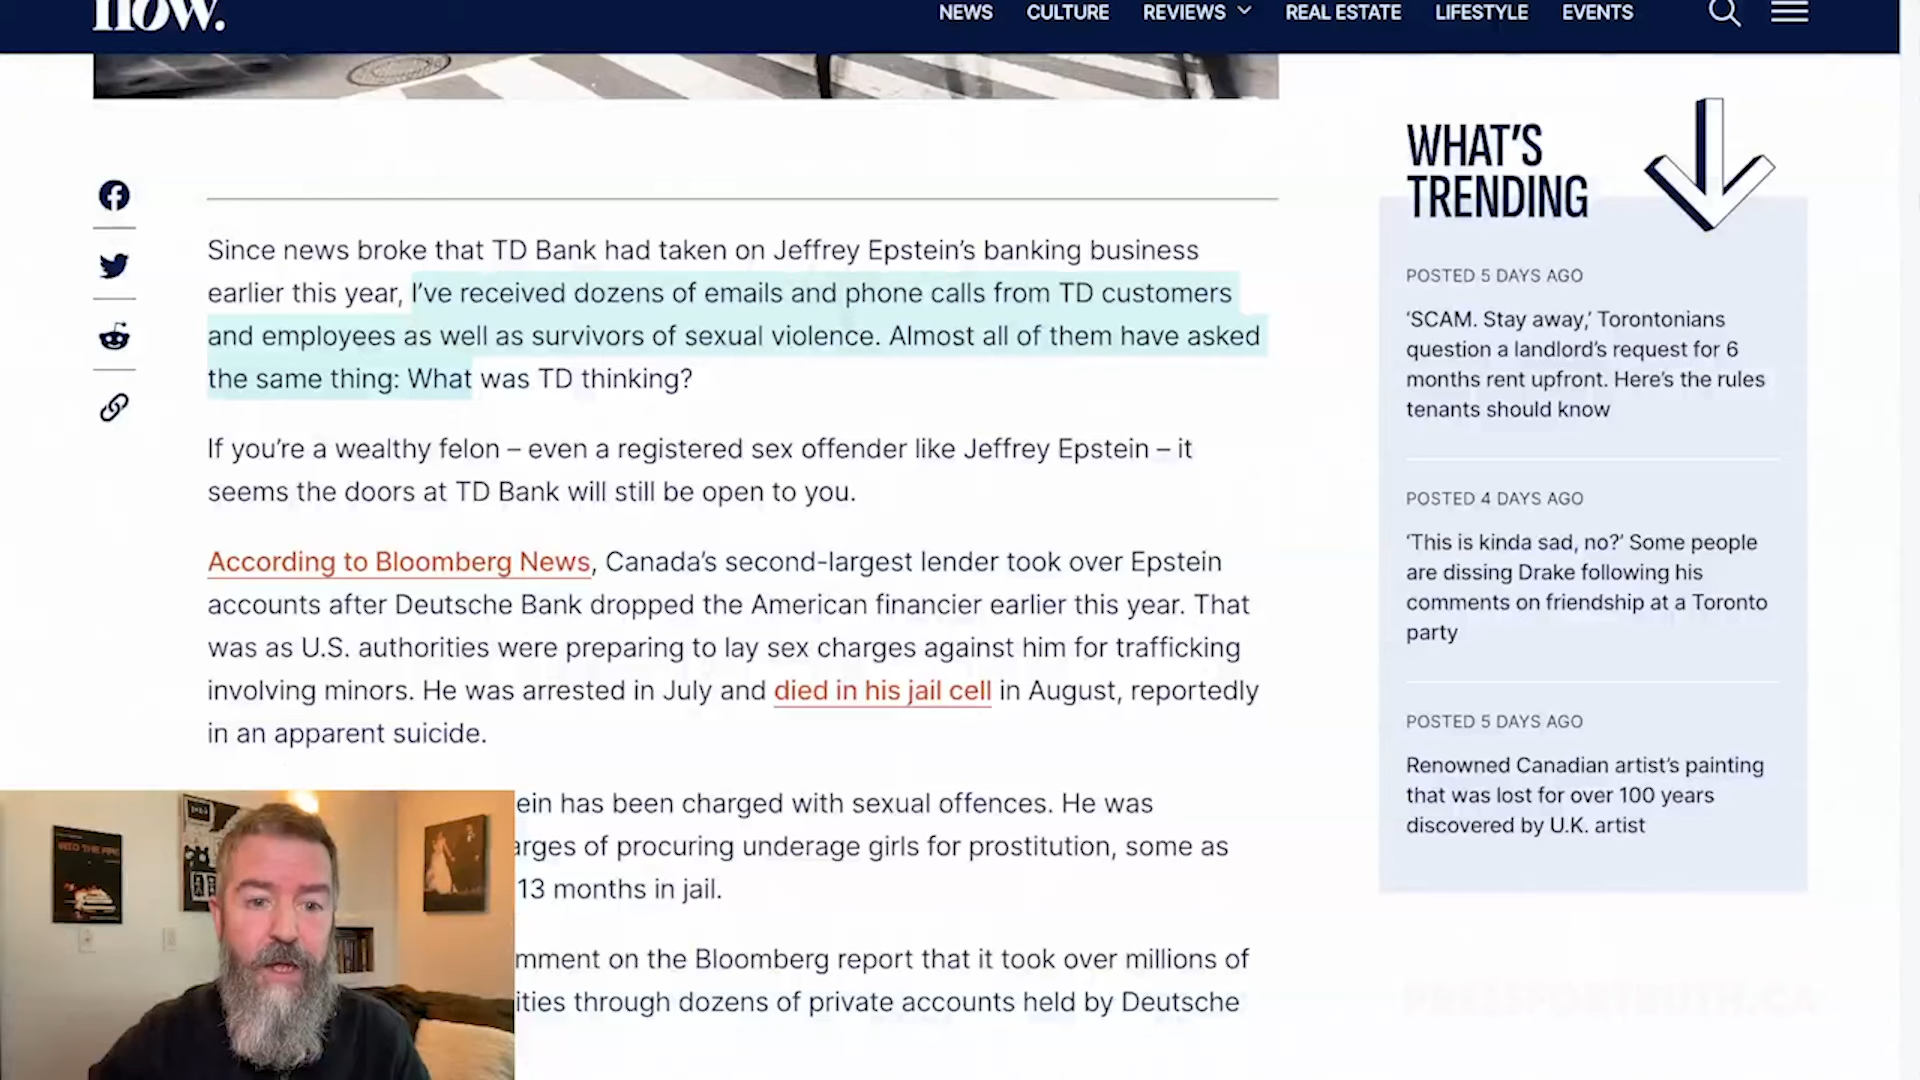 now.
NEWS CULTURE REVIEWS REAL ESTATE LIFESTYLE EVENTS
Since news broke that TD Bank had taken on Jeffrey Epstein’s banking business
earlier this year, I’ve received dozens of emails and phone calls from TD customers
and employees as well as survivors of sexual violence. Almost all of them have asked
the same thing: What was TD thinking?
If you’re a wealthy felon – even a registered sex offender like Jeffrey Epstein – it
seems the doors at TD Bank will still be open to you.
According to Bloomberg News, Canada’s second-largest lender took over Epstein
accounts after Deutsche Bank dropped the American financier earlier this year. That
was as U.S. authorities were preparing to lay sex charges against him for trafficking
involving minors. He was arrested in July and died in his jail cell in August, reportedly
in an apparent suicide.
ein has been charged with sexual offences. He was
arges of procuring underage girls for prostitution, some as
13 months in jail.
mment on the Bloomberg report that it took over millions of
ities through dozens of private accounts held by Deutsche
WHAT’S
TRENDING
POSTED 5 DAYS AGO
‘SCAM. Stay away,’ Torontonians
question a landlord’s request for 6
months rent upfront. Here’s the rules
tenants should know
POSTED 4 DAYS AGO
‘This is kinda sad, no?’ Some people
are dissing Drake following his
comments on friendship at a Toronto
party
POSTED 5 DAYS AGO
Renowned Canadian artist’s painting
that was lost for over 100 years
discovered by U.K. artist
INTO THE FIRE
PRESSFORTRUTH.CA